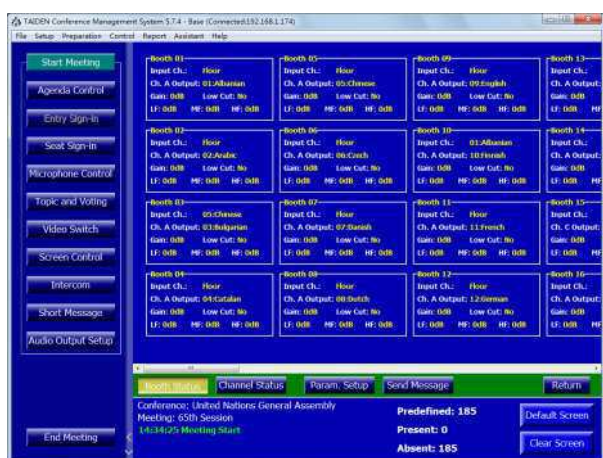 TAIDEN Conference Management System 5.7.4 - Base (Connected:192.168.1.174)
File Setup Preparation Control Report Assistant Help
Start Meeting
Agenda Control
Entry Sign-in
Seat Sign-in
Microphone Control
Topic and Voting
Video Switch
Screen Control
Intercom
Short Message
Audio Output Setup
End Meeting
Booth 01
Input Ch.: Floor
Ch. A Output: 01:Albanian
Gain: 0dB Low Cut: No
LF: 0dB MF: 0dB HF: 0dB
Booth 05
Input Ch.: Floor
Ch. A Output: 05:Chinese
Gain: 0dB Low Cut: No
LF: 0dB MF: 0dB HF: 0dB
Booth 09
Input Ch.: Floor
Ch. A Output: 09:English
Gain: 0dB Low Cut: No
LF: 0dB MF: 0dB HF: 0dB
Booth 13
Input Ch.:
Ch. A Output:
Gain: 0dB
LF: 0dB MF
Booth 02
Input Ch.: Floor
Ch. A Output: 02:Arabic
Gain: 0dB Low Cut: No
LF: 0dB MF: 0dB HF: 0dB
Booth 06
Input Ch.: Floor
Ch. A Output: 06:Czech
Gain: 0dB Low Cut: No
LF: 0dB MF: 0dB HF: 0dB
Booth 10
Input Ch.: 01:Albanian
Ch. A Output: 10:Finnish
Gain: 0dB Low Cut: No
LF: 0dB MF: 0dB HF: 0dB
Booth 14
Input Ch.:
Ch. A Output:
Gain: 0dB
LF: 0dB MF
Booth 03
Input Ch.: 05:Chinese
Ch. A Output: 03:Bulgarian
Gain: 0dB Low Cut: No
LF: 0dB MF: 0dB HF: 0dB
Booth 07
Input Ch.: Floor
Ch. A Output: 07:Danish
Gain: 0dB Low Cut: No
LF: 0dB MF: 0dB HF: 0dB
Booth 11
Input Ch.: Floor
Ch. A Output: 11:French
Gain: 0dB Low Cut: No
LF: 0dB MF: 0dB HF: 0dB
Booth 15
Input Ch.:
Ch. C Output:
Gain: 0dB
LF: 0dB MF
Booth 04
Input Ch.: Floor
Ch. A Output: 04:Catalan
Gain: 0dB Low Cut: No
LF: 0dB MF: 0dB HF: 0dB
Booth 08
Input Ch.: Floor
Ch. A Output: 08:Dutch
Gain: 0dB Low Cut: No
LF: 0dB MF: 0dB HF: 0dB
Booth 12
Input Ch.: Floor
Ch. A Output: 12:German
Gain: 0dB Low Cut: No
LF: 0dB MF: 0dB HF: 0dB
Booth 16
Input Ch.:
Ch. A Output:
Gain: 0dB
LF: 0dB MF
Booth Status Channel Status Param. Setup Send Message Return
Conference: United Nations General Assembly
Meeting: 65th Session
14:34:25 Meeting Start
Predefined: 185
Present: 0
Absent: 185
Default Screen
Clear Screen